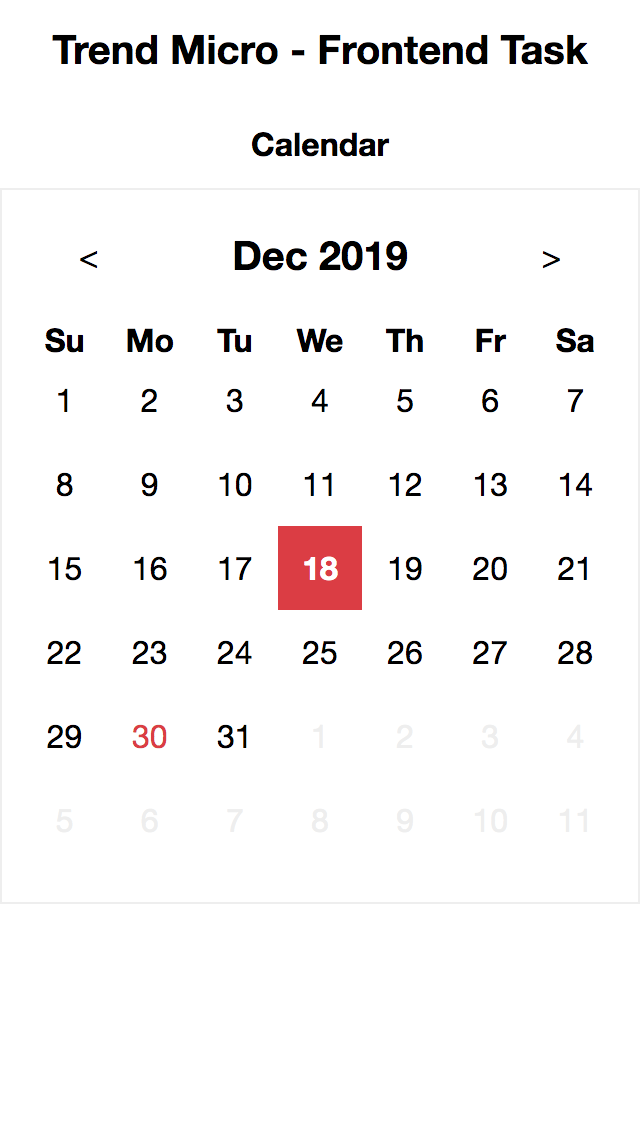 Trend Micro - Frontend Task
Calendar
< Dec 2019 >
Su Mo Tu We Th Fr Sa
1 2 3 4 5 6 7
8 9 10 11 12 13 14
15 16 17 18 19 20 21
22 23 24 25 26 27 28
29 30 31 1 2 3 4
5 6 7 8 9 10 11